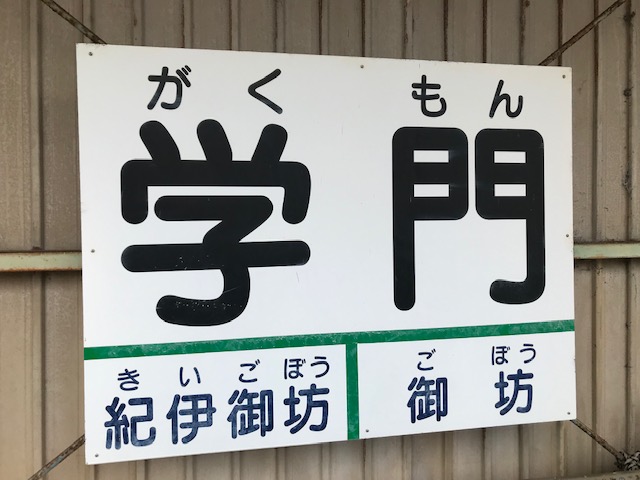 がくもん
学門
きいごぼう
紀伊御坊
ごぼう
御坊